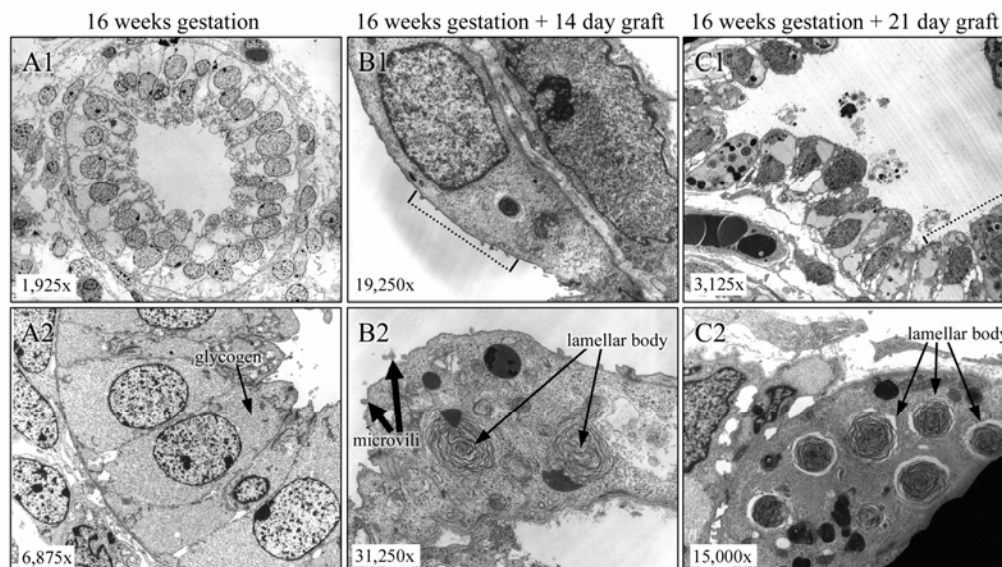 16 weeks gestation
16 weeks gestation + 14 day graft
16 weeks gestation + 21 day graft
A1
1,925x
B1
19,250x
C1
3,125x
A2
glycogen
6,875x
B2
lamellar body
microvili
31,250x
C2
lamellar body
15,000x